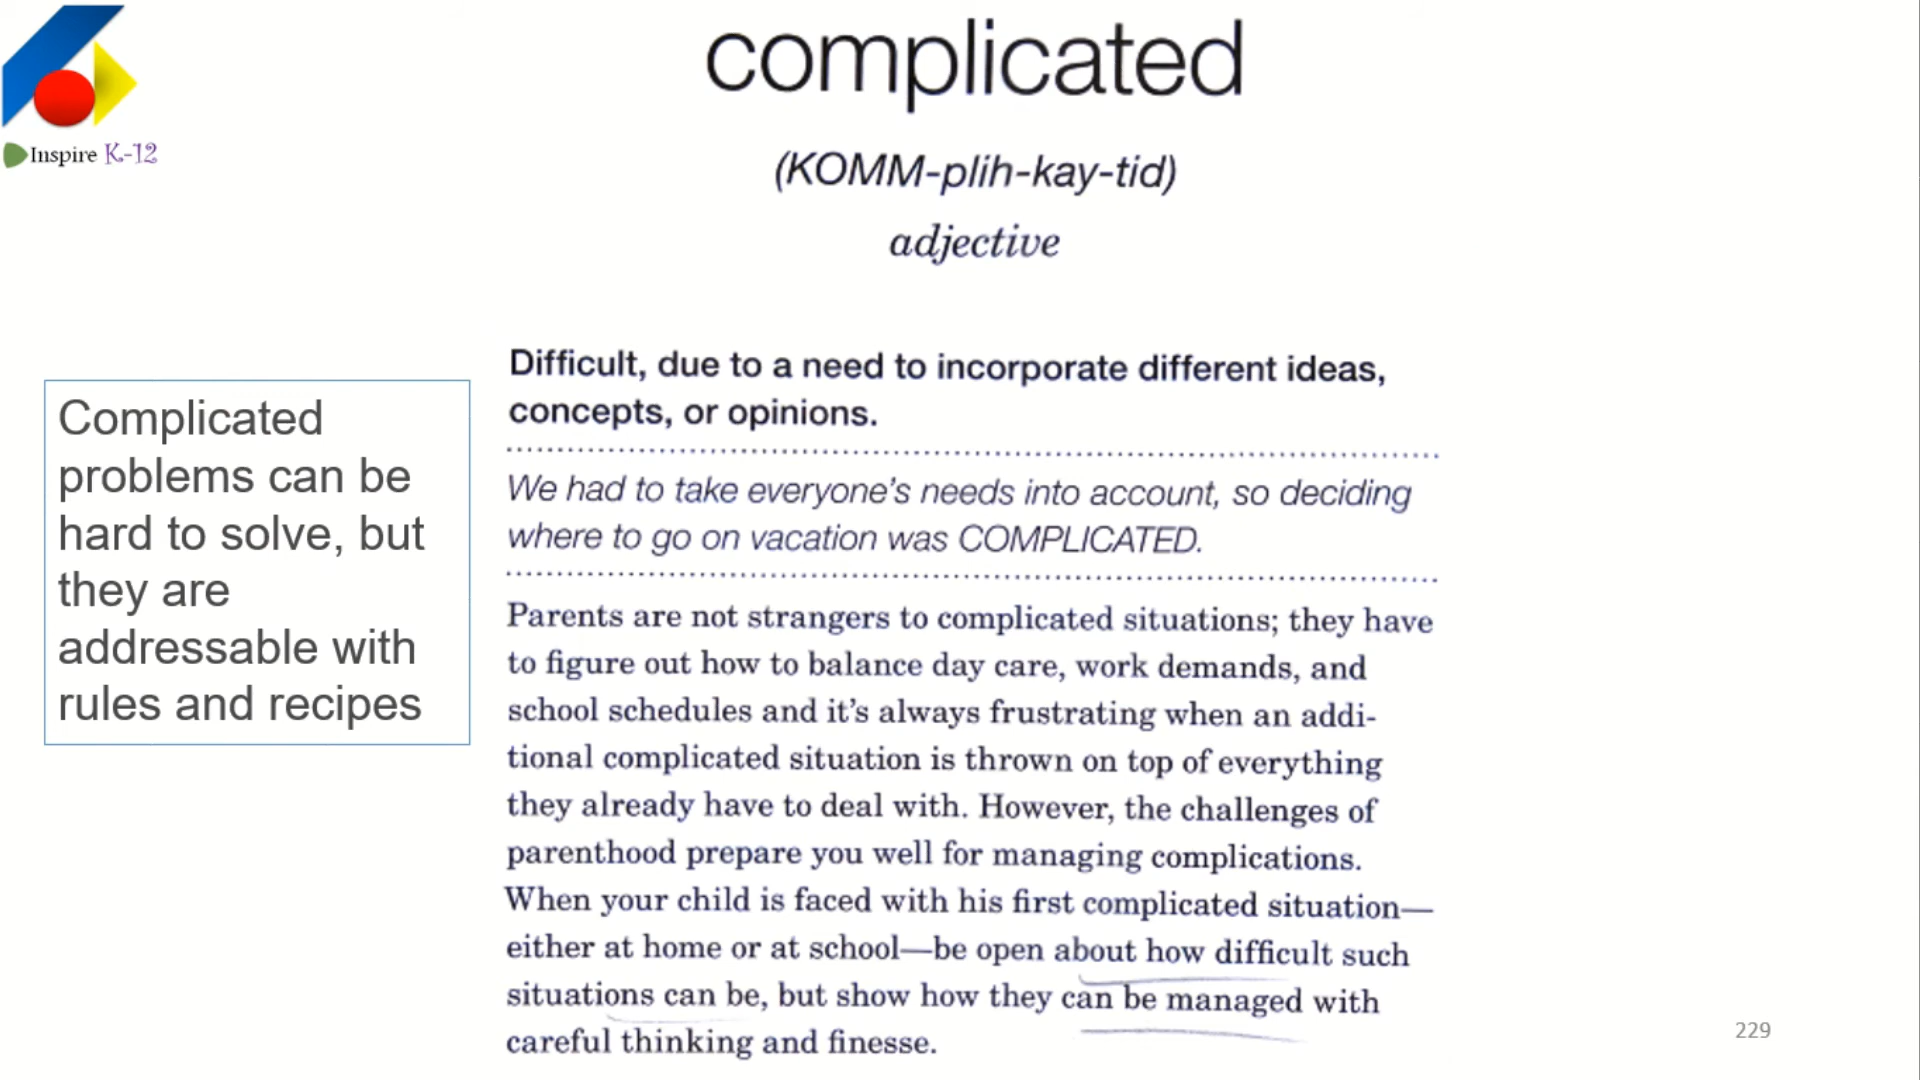 Inspire K-12
complicated
(KOMM-plih-kay-tid)
adjective
Complicated
problems can be
hard to solve, but
they are
addressable with
rules and recipes
Difficult, due to a need to incorporate different ideas,
concepts, or opinions.
We had to take everyone's needs into account, so deciding
where to go on vacation was COMPLICATED.
Parents are not strangers to complicated situations; they have
to figure out how to balance day care, work demands, and
school schedules and it's always frustrating when an addi-
tional complicated situation is thrown on top of everything
they already have to deal with. However, the challenges of
parenthood prepare you well for managing complications.
When your child is faced with his first complicated situation—
either at home or at school—be open about how difficult such
situations can be, but show how they can be managed with
careful thinking and finesse.
229